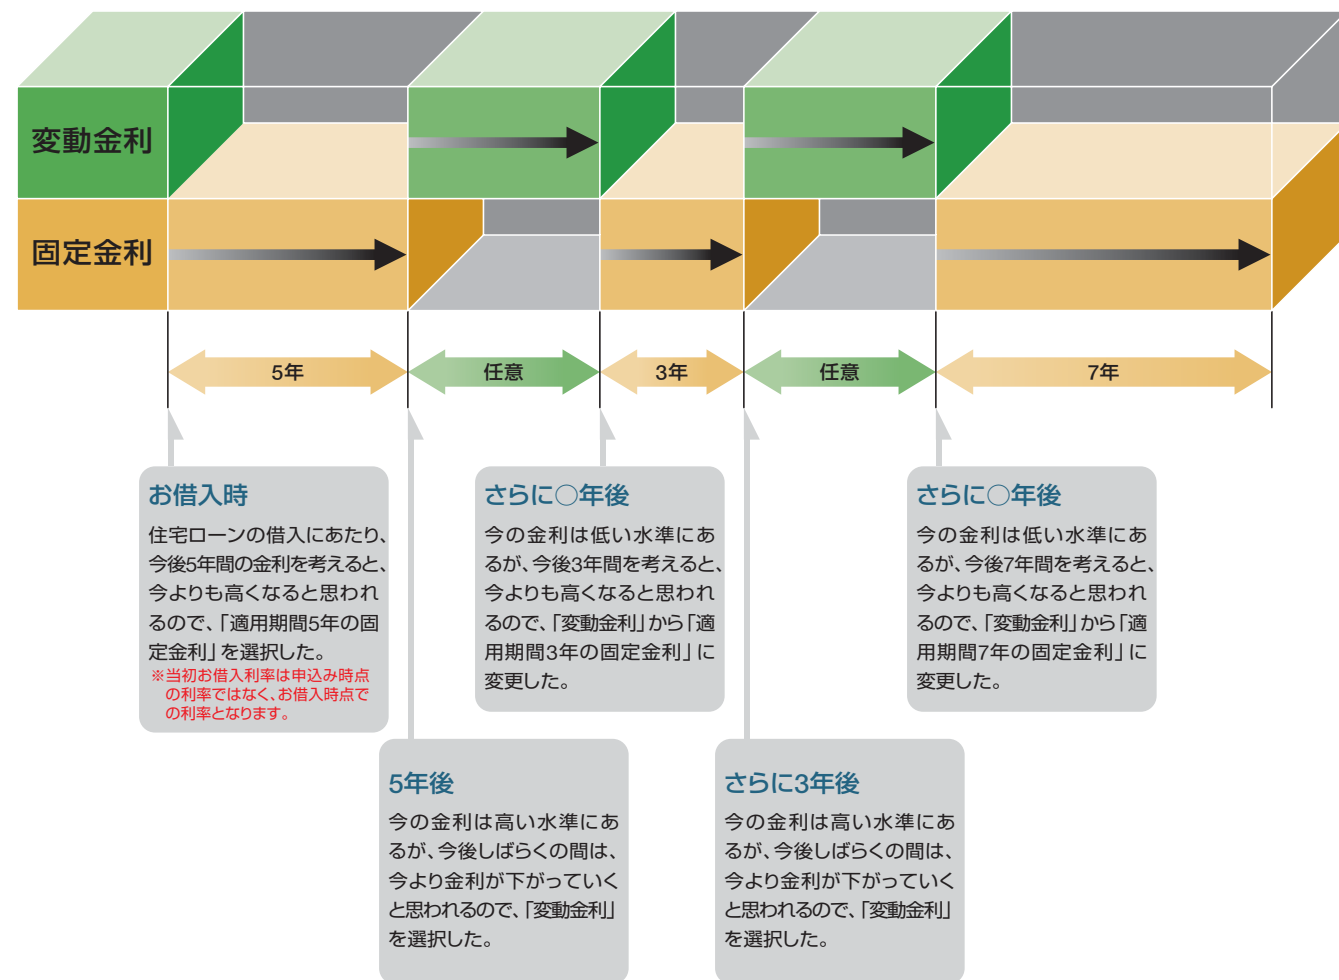 変動金利
固定金利
5年
任意
3年
任意
7年
お借入時
住宅ローンの借入にあたり、
今後5年間の金利を考えると、
今よりも高くなると思われ
るので、「適用期間5年の固
定金利」を選択した。
※当初お借入利率は申込み時点
の利率ではなく、お借入時点で
の利率となります。
さらに○年後
今の金利は低い水準にあ
るが、今後3年間を考えると、
今よりも高くなると思われ
るので、「変動金利」から「適
用期間3年の固定金利」に
変更した。
さらに○年後
今の金利は低い水準にあ
るが、今後7年間を考えると、
今よりも高くなると思われ
るので、「変動金利」から「適
用期間7年の固定金利」に
変更した。
5年後
今の金利は高い水準にあ
るが、今後しばらくの間は、
今より金利が下がっていく
と思われるので、「変動金利」
を選択した。
さらに3年後
今の金利は高い水準にあ
るが、今後しばらくの間は、
今より金利が下がっていく
と思われるので、「変動金利」
を選択した。